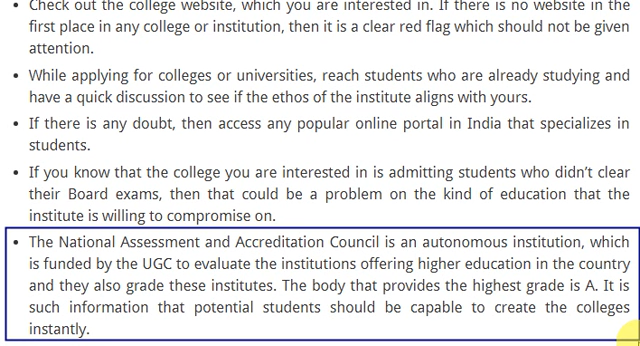 • Check out the college website, which you are interested in. If there is no website in the
first place in any college or institution, then it is a clear red flag which should not be given
attention.
• While applying for colleges or universities, reach students who are already studying and
have a quick discussion to see if the ethos of the institute aligns with yours.
• If there is any doubt, then access any popular online portal in India that specializes in
students.
• If you know that the college you are interested in is admitting students who didn’t clear
their Board exams, then that could be a problem on the kind of education that the
institute is willing to compromise on.
• The National Assessment and Accreditation Council is an autonomous institution, which
is funded by the UGC to evaluate the institutions offering higher education in the country
and they also grade these institutes. The body that provides the highest grade is A. It is
such information that potential students should be capable to create the colleges
instantly.